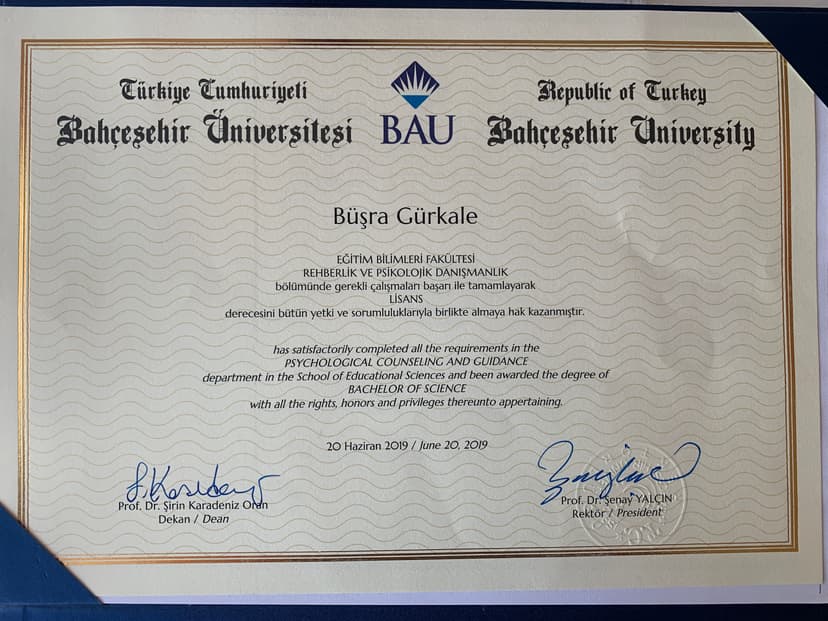 Türkiye Cumhuriyeti
Bahçeşehir Üniversitesi
BAU
Republic of Turkey
Bahçeşehir University
Büşra Gürkale
EĞİTİM BİLİMLERİ FAKÜLTESİ
REHBERLİK VE PSİKOLOJİK DANIŞMANLIK
bölümünde gerekli çalışmaları başarı ile tamamlayarak
LİSANS
derecesini bütün yetki ve sorumluluklarıyla birlikte almaya hak kazanmıştır.
has satisfactorily completed all the requirements in the
PSYCHOLOGICAL COUNSELING AND GUIDANCE
department in the School of Educational Sciences and been awarded the degree of
BACHELOR OF SCIENCE
with all the rights, honors and privileges thereunto appertaining.
20 Haziran 2019 / June 20, 2019
Ş.Karadeniz
Prof. Dr. Şirin Karadeniz Oran
Dekan / Dean
Prof. Dr. Şenay YALÇIN
Rektör / President